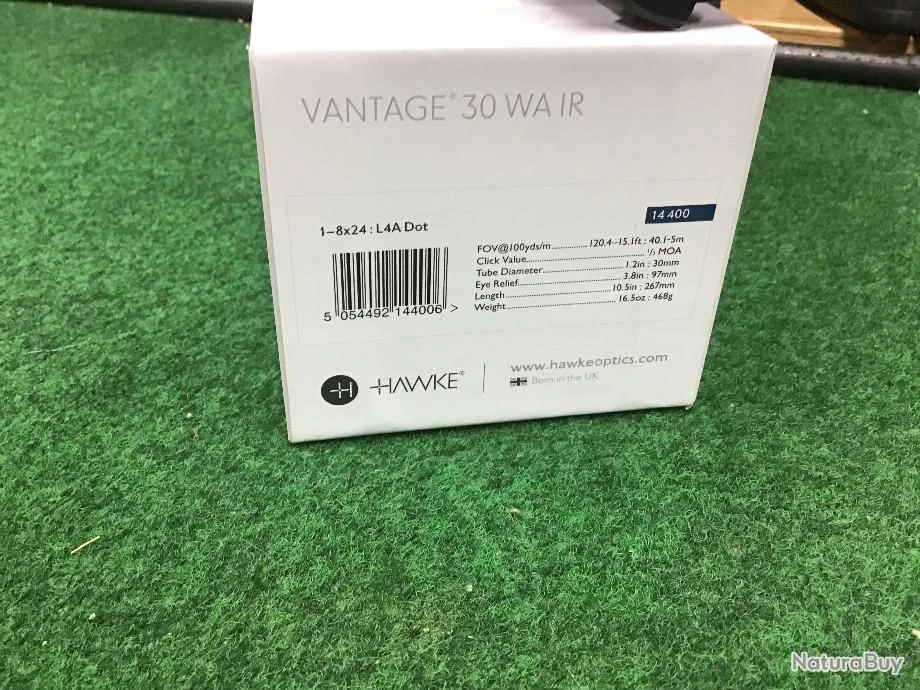 VANTAGE® 30 WA IR
14 400
1–8x24 : L4A Dot
FOV@100yds/m................ 120.4–15.1ft : 40.1-5m
Click Value.................................... ½ MOA
Tube Diameter........................ 1.2in : 30mm
Eye Relief.............................. 3.8in : 97mm
Length.............................. 10.5in : 267mm
Weight.............................. 16.5oz : 468g
5 054492 144006 >
HAWKE®
www.hawkeoptics.com
Born in the UK
NaturaBuy